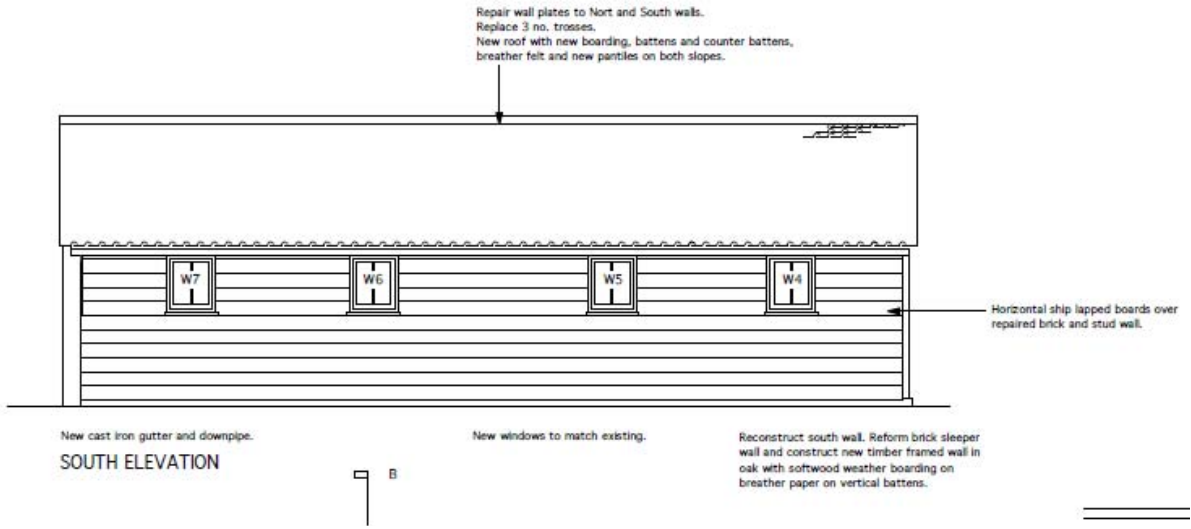 Repair wall plates to Nort and South walls.
Replace 3 no. trosses.
New roof with new boarding, battens and counter battens,
breather felt and new pantiles on both slopes.
W7
W6
W5
W4
Horizontal ship lapped boards over
repaired brick and stud wall.
New cast iron gutter and downpipe.
New windows to match existing.
Reconstruct south wall. Reform brick sleeper
wall and construct new timber framed wall in
oak with softwood weather boarding on
breather paper on vertical battens.
SOUTH ELEVATION
B